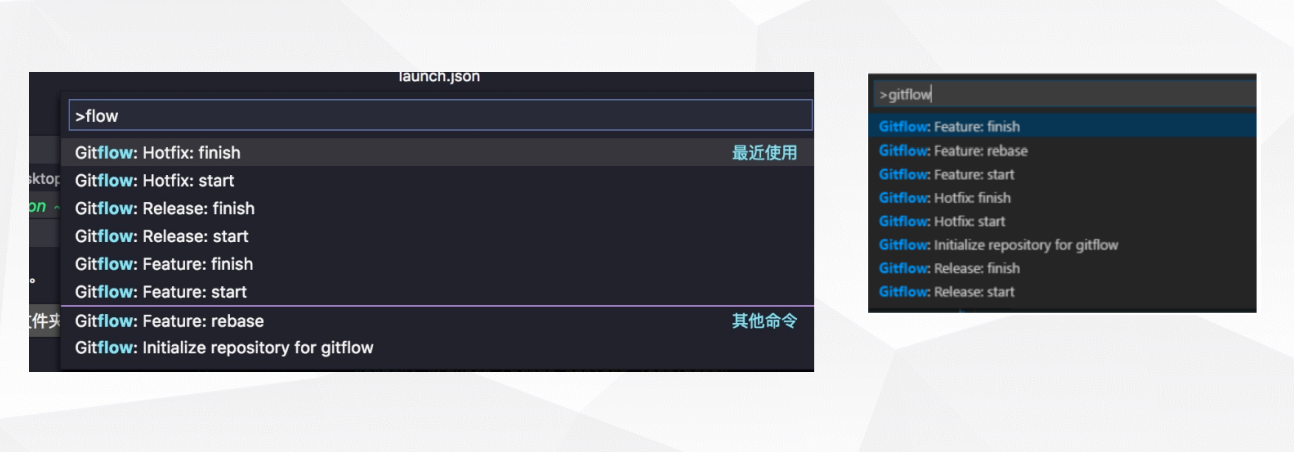 launch.json
>flow
Gitflow: Hotfix: finish 最近使用
Gitflow: Hotfix: start
Gitflow: Release: finish
Gitflow: Release: start
Gitflow: Feature: finish
Gitflow: Feature: start
Gitflow: Feature: rebase 其他命令
Gitflow: Initialize repository for gitflow
sktop
on ~
。
件夹
>gitflow
Gitflow: Feature: finish
Gitflow: Feature: rebase
Gitflow: Feature: start
Gitflow: Hotfix: finish
Gitflow: Hotfix: start
Gitflow: Initialize repository for gitflow
Gitflow: Release: finish
Gitflow: Release: start